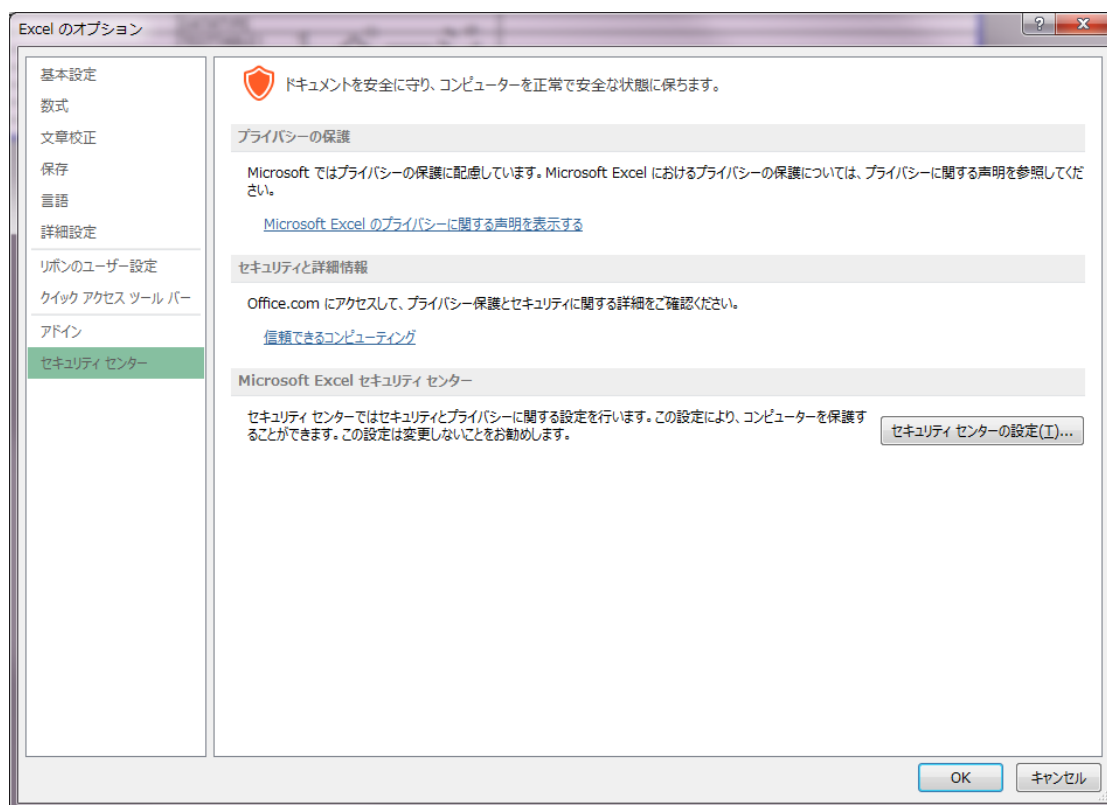 Excel のオプション
基本設定
数式
文章校正
保存
言語
詳細設定
リボンのユーザー設定
クイック アクセス ツール バー
アドイン
セキュリティ センター
ドキュメントを安全に守り、コンピューターを正常で安全な状態に保ちます。
プライバシーの保護
Microsoft ではプライバシーの保護に配慮しています。Microsoft Excel におけるプライバシーの保護については、プライバシーに関する声明を参照してくだ
さい。
Microsoft Excel のプライバシーに関する声明を表示する
セキュリティと詳細情報
Office.com にアクセスして、プライバシー保護とセキュリティに関する詳細をご確認ください。
信頼できるコンピューティング
Microsoft Excel セキュリティ センター
セキュリティ センターではセキュリティとプライバシーに関する設定を行います。この設定により、コンピューターを保護す
ることができます。この設定は変更しないことをお勧めします。
セキュリティ センターの設定(T)...
OK
キャンセル